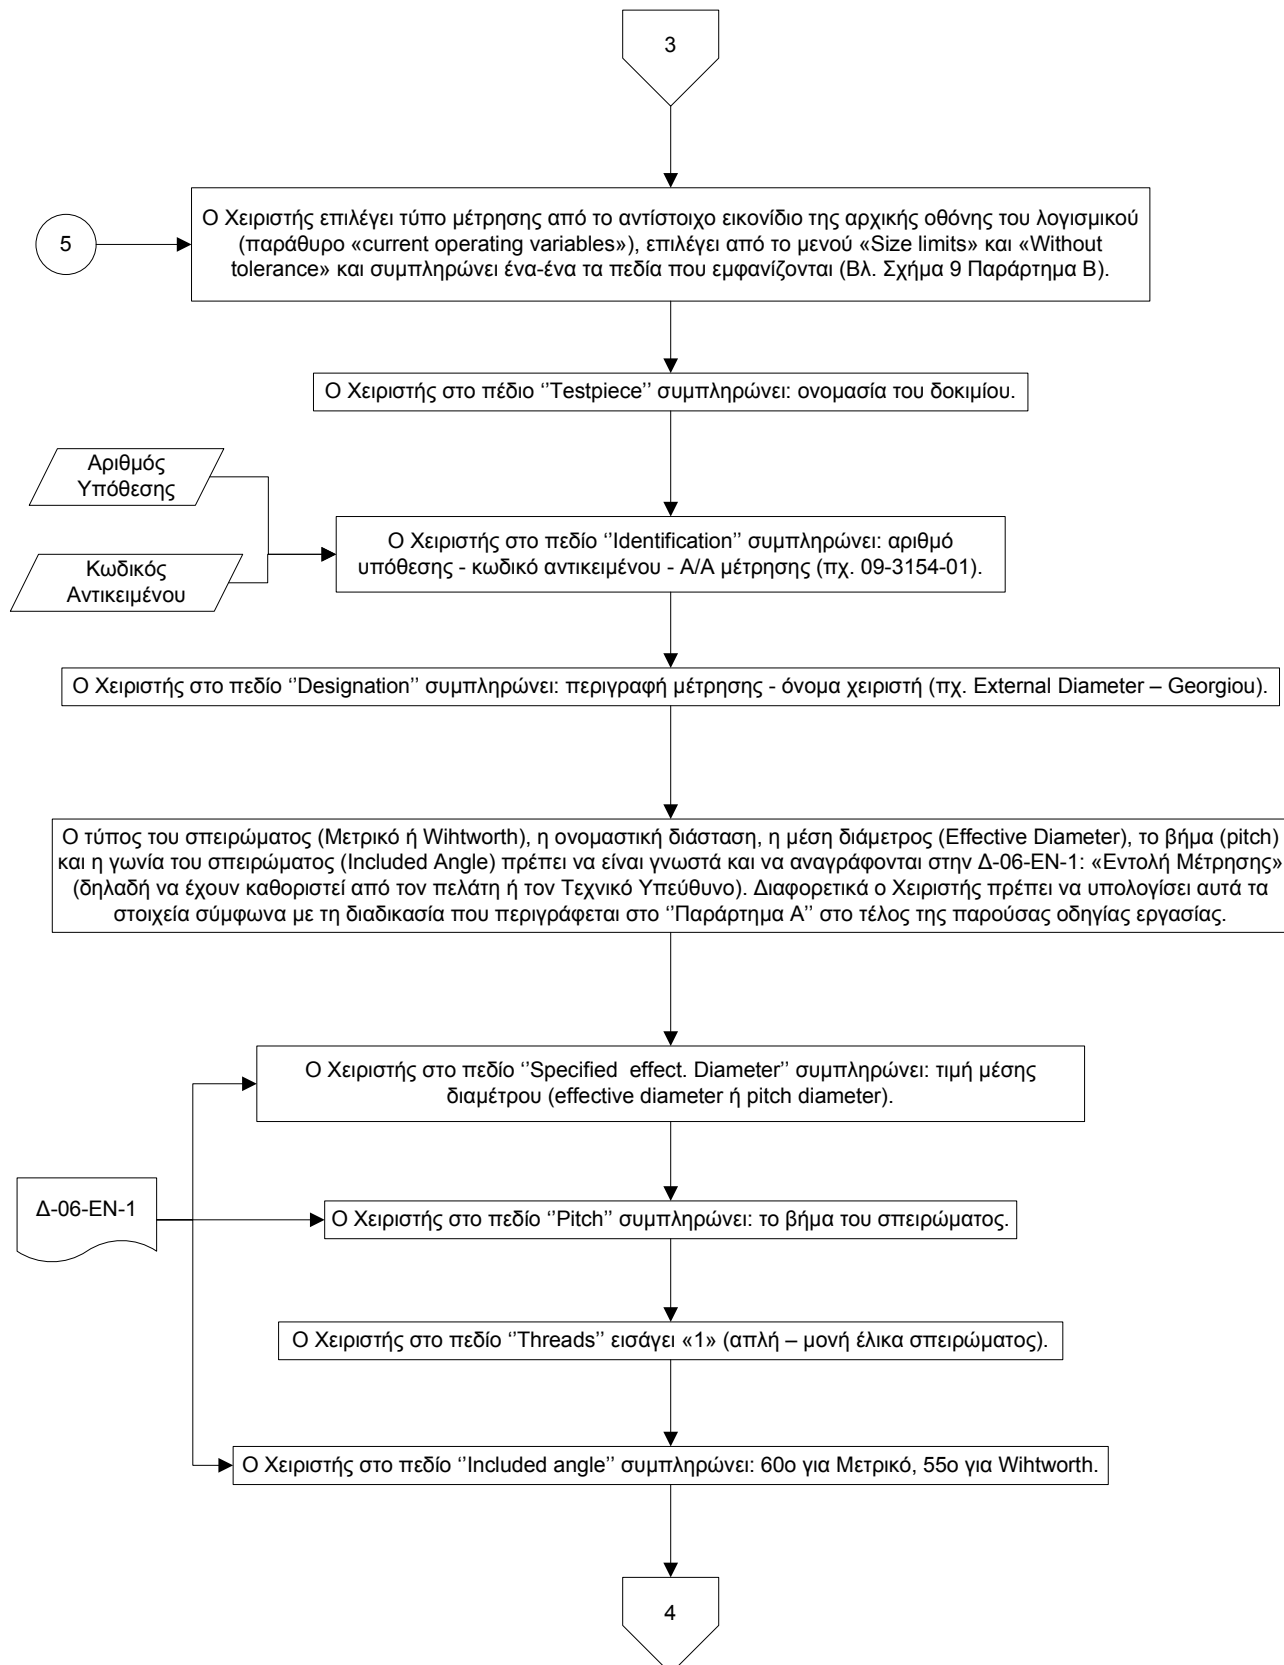 3
5
Ο Χειριστής επιλέγει τύπο μέτρησης από το αντίστοιχο εικονίδιο της αρχικής οθόνης του λογισμικού
(παράθυρο «current operating variables»), επιλέγει από το μενού «Size limits» και «Without
tolerance» και συμπληρώνει ένα-ένα τα πεδία που εμφανίζονται (Βλ. Σχήμα 9 Παράρτημα Β).
Ο Χειριστής στο πέδιο ‘’Testpiece’’ συμπληρώνει: ονομασία του δοκιμίου.
Αριθμός
Υπόθεσης
Ο Χειριστής στο πεδίο ‘’Identification’’ συμπληρώνει: αριθμό
υπόθεσης - κωδικό αντικειμένου - Α/Α μέτρησης (πχ. 09-3154-01).
Κωδικός
Αντικειμένου
Ο Χειριστής στο πεδίο ‘’Designation’’ συμπληρώνει: περιγραφή μέτρησης - όνομα χειριστή (πχ. External Diameter – Georgiou).
Ο τύπος του σπειρώματος (Μετρικό ή Wihtworth), η ονομαστική διάσταση, η μέση διάμετρος (Effective Diameter), το βήμα (pitch)
και η γωνία του σπειρώματος (Included Angle) πρέπει να είναι γνωστά και να αναγράφονται στην Δ-06-ΕΝ-1: «Εντολή Μέτρησης»
(δηλαδή να έχουν καθοριστεί από τον πελάτη ή τον Τεχνικό Υπεύθυνο). Διαφορετικά ο Χειριστής πρέπει να υπολογίσει αυτά τα
στοιχεία σύμφωνα με τη διαδικασία που περιγράφεται στο ‘’Παράρτημα Α’’ στο τέλος της παρούσας οδηγίας εργασίας.
Ο Χειριστής στο πεδίο ‘’Specified effect. Diameter’’ συμπληρώνει: τιμή μέσης
διαμέτρου (effective diameter ή pitch diameter).
Δ-06-ΕΝ-1
Ο Χειριστής στο πεδίο ‘’Pitch’’ συμπληρώνει: το βήμα του σπειρώματος.
Ο Χειριστής στο πεδίο ‘’Threads’’ εισάγει «1» (απλή – μονή έλικα σπειρώματος).
Ο Χειριστής στο πεδίο ‘’Included angle’’ συμπληρώνει: 60ο για Μετρικό, 55ο για Wihtworth.
4